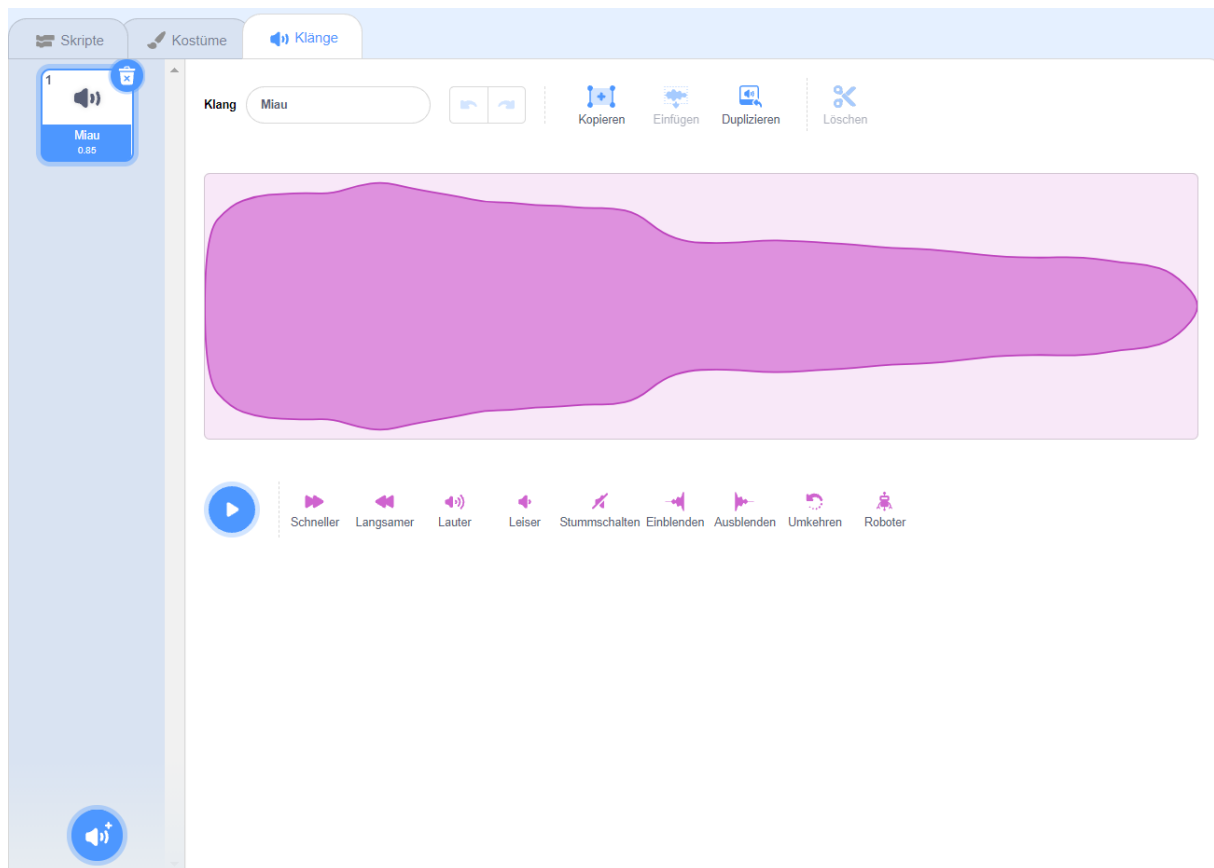 Skripte Kostüme Klänge
1
Miau
0.85
Klang Miau
Kopieren Einfügen Duplizieren Löschen
Schneller Langsamer Lauter Leiser Stummschalten Einblenden Ausblenden Umkehren Roboter